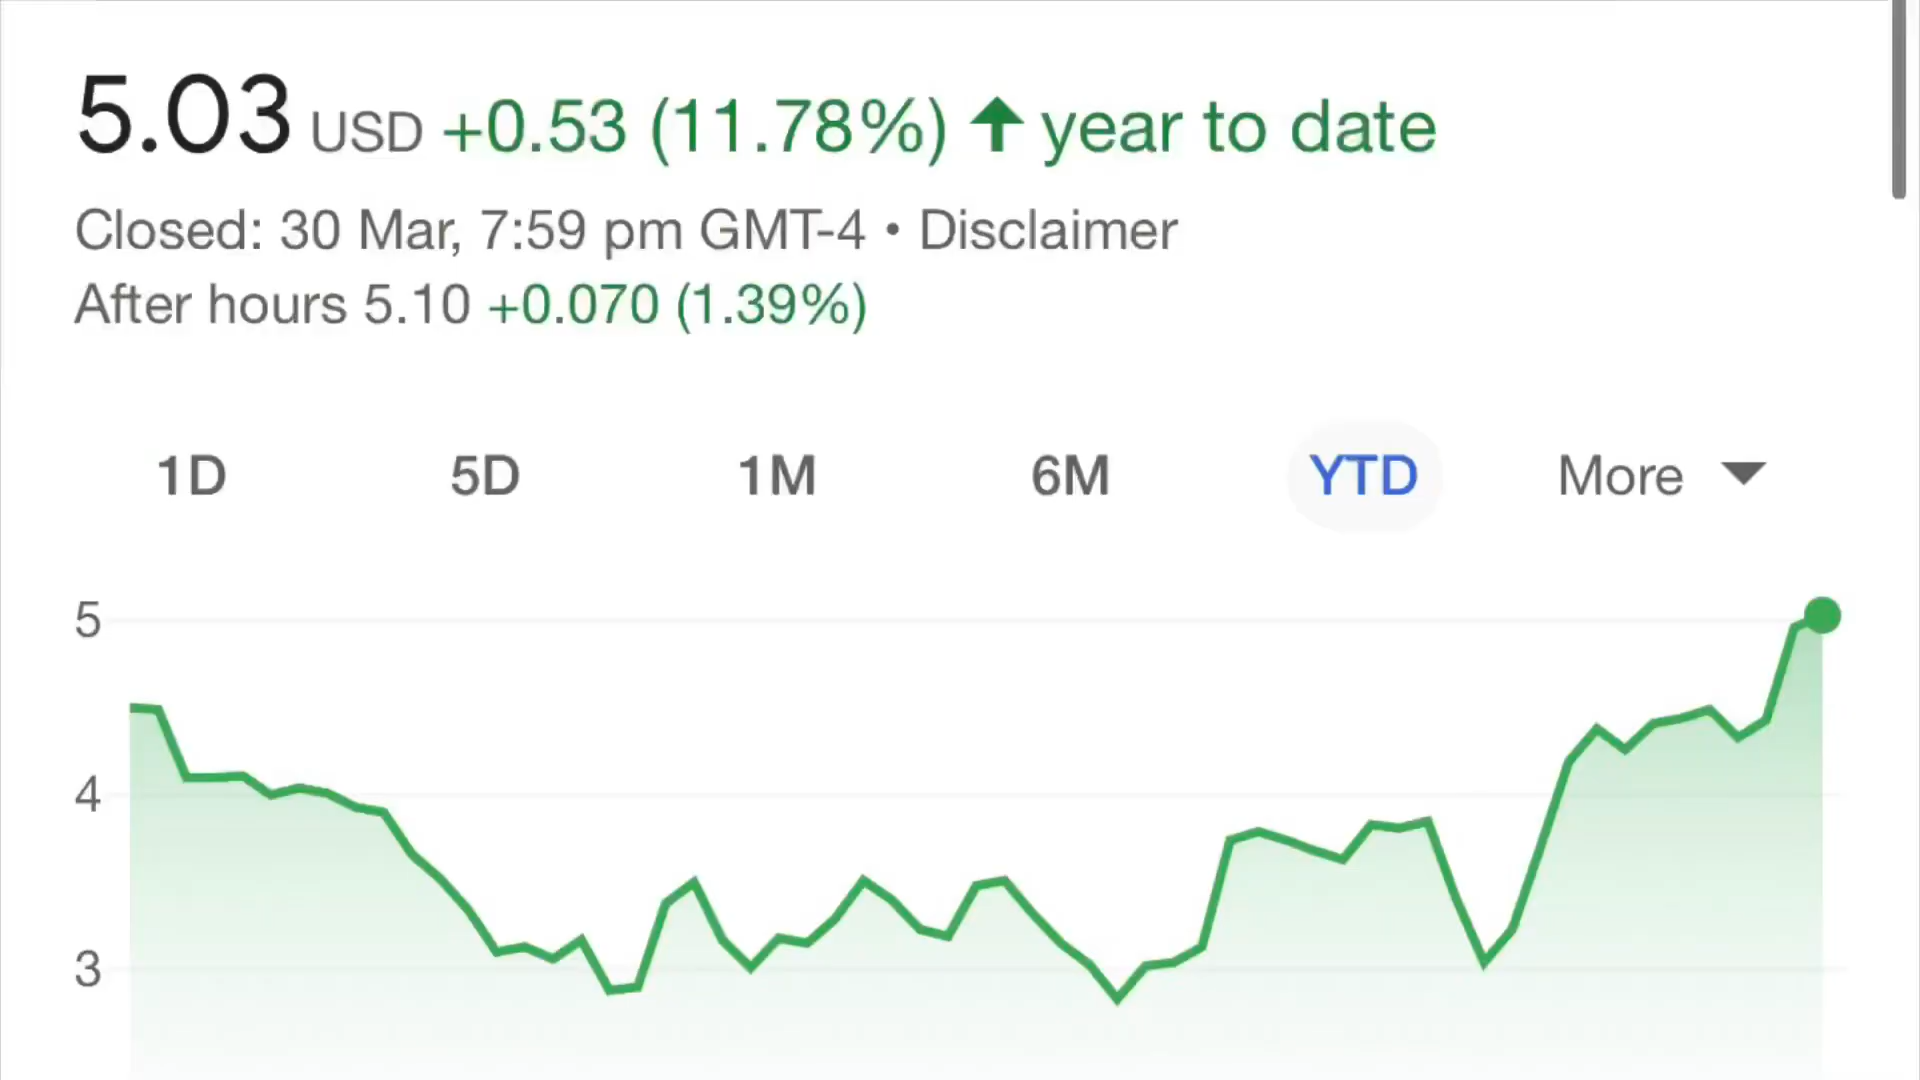 5.03 USD +0.53 (11.78%) ↑ year to date
Closed: 30 Mar, 7:59 pm GMT-4 • Disclaimer
After hours 5.10 +0.070 (1.39%)
1D 5D 1M 6M YTD More
5
4
3